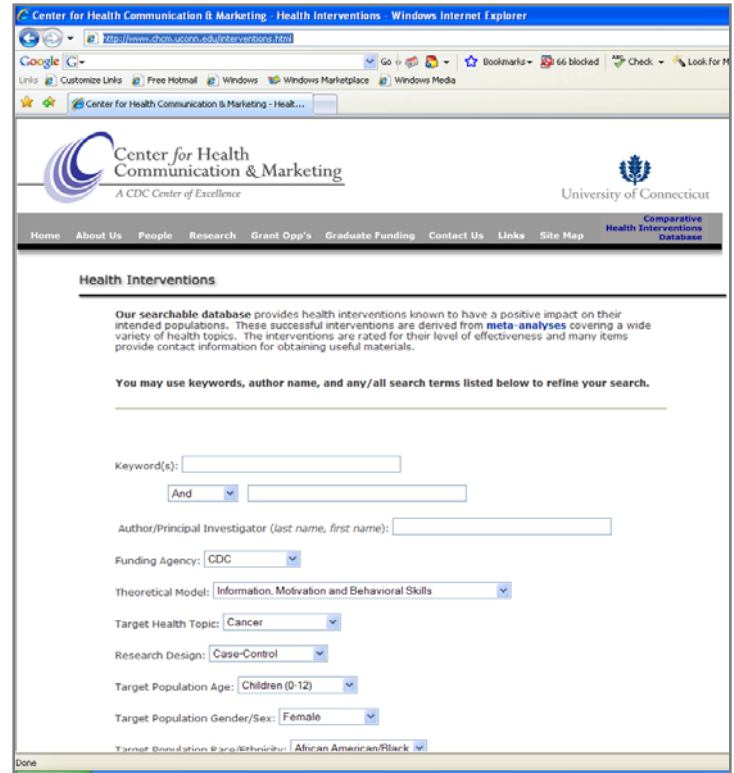 Center for Health Communication & Marketing - Health Interventions - Windows Internet Explorer
http://www.chcm.uconn.edu/interventions.html
Google G Go Bookmarks 66 blocked Check Look for M
Links Customize Links Free Hotmail Windows Windows Marketplace Windows Media
Center for Health Communication & Marketing - Healt...
Center for Health
Communication & Marketing
A CDC Center of Excellence
University of Connecticut
Home About Us People Research Grant Opp's Graduate Funding Contact Us Links Site Map
Comparative
Health Interventions
Database
Health Interventions
Our searchable database provides health interventions known to have a positive impact on their
intended populations. These successful interventions are derived from meta-analyses covering a wide
variety of health topics. The interventions are rated for their level of effectiveness and many items
provide contact information for obtaining useful materials.
You may use keywords, author name, and any/all search terms listed below to refine your search.
Keyword(s):
And
Author/Principal Investigator (last name, first name):
Funding Agency: CDC
Theoretical Model: Information, Motivation and Behavioral Skills
Target Health Topic: Cancer
Research Design: Case-Control
Target Population Age: Children (0-12)
Target Population Gender/Sex: Female
Target Population Race/Ethnicity: African American/Black
Done